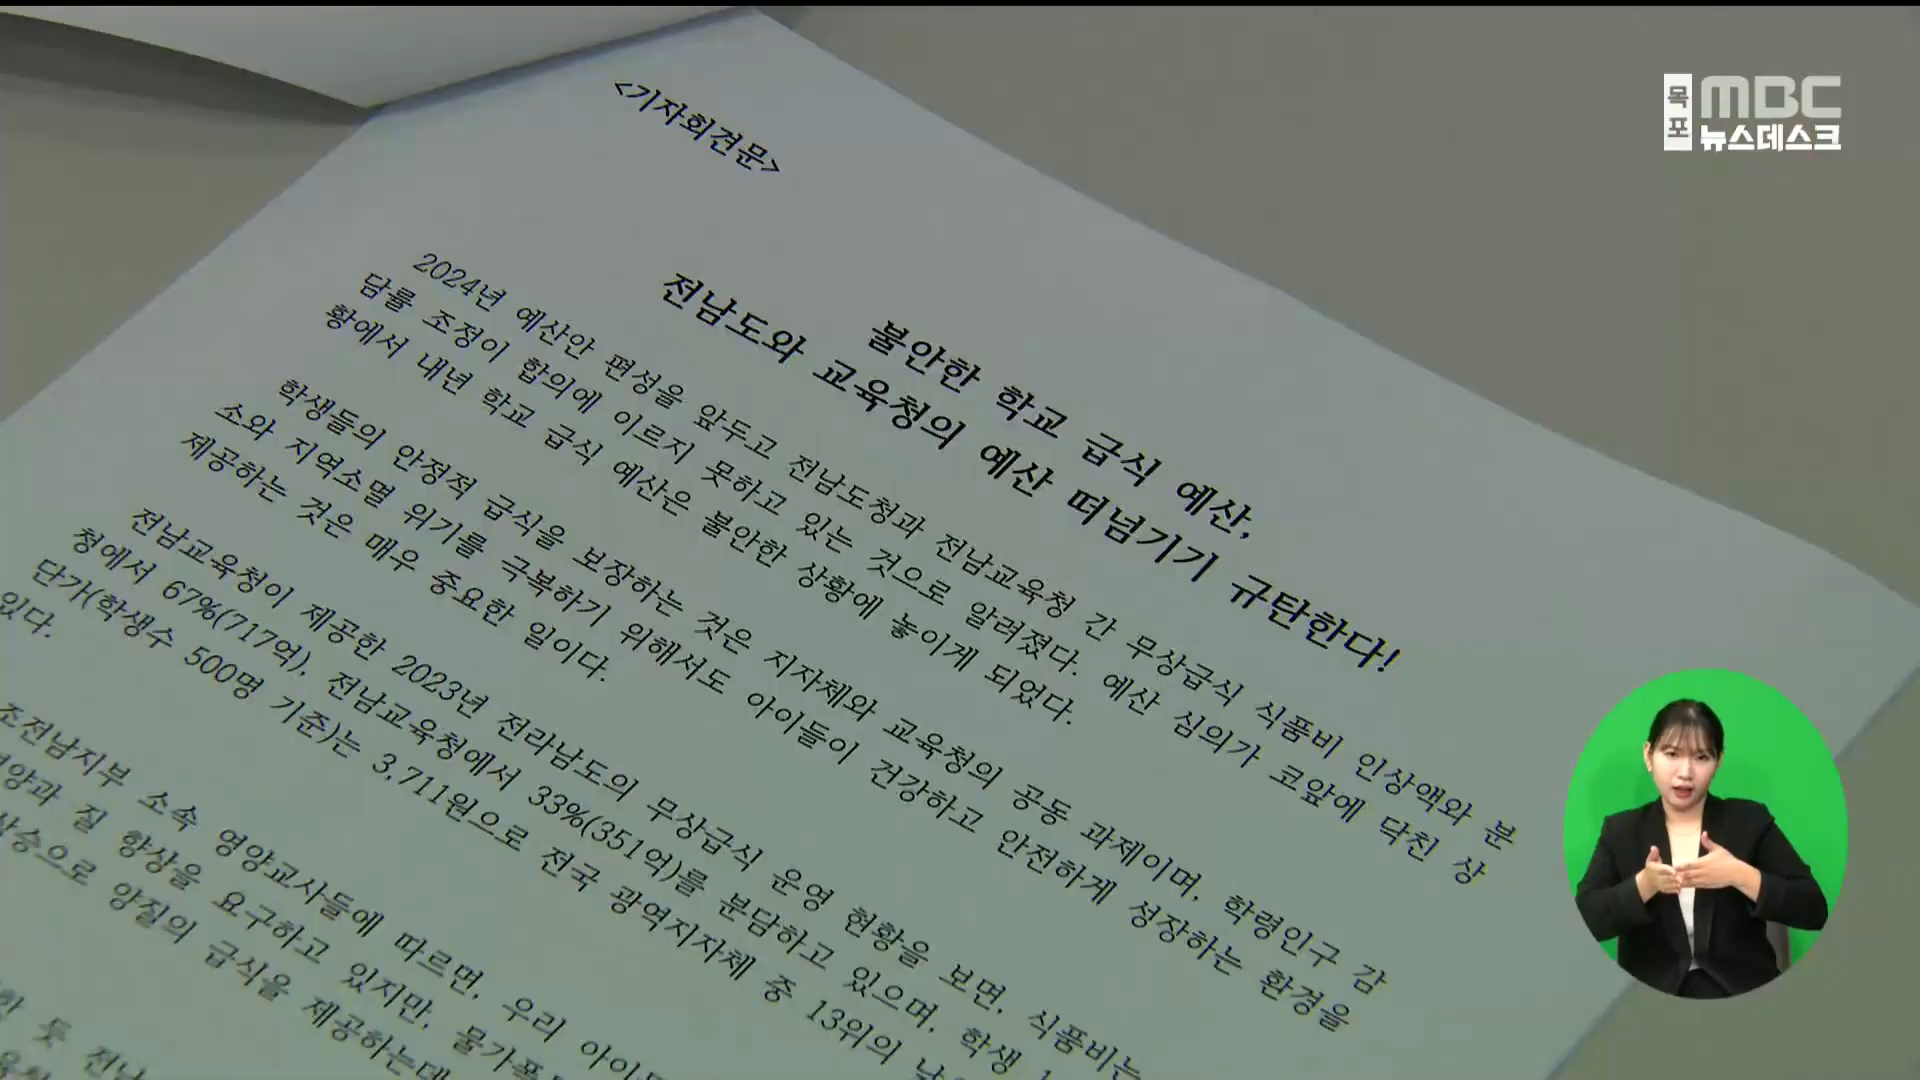 목포
MBC
뉴스데스크
<기자회견문>
불안한 학교 급식 예산,
전남도와 교육청의 예산 떠넘기기 규탄한다!
2024년 예산안 편성을 앞두고 전남도청과 전남교육청 간 무상급식 식품비 인상액와 분
담률 조정이 합의에 이르지 못하고 있는 것으로 알려졌다. 예산 심의가 코앞에 닥친 상
황에서 내년 학교 급식 예산은 불안한 상황에 놓이게 되었다.
학생들의 안정적 급식을 보장하는 것은 지자체와 교육청의 공동 과제이며, 학령인구 감
소와 지역소멸 위기를 극복하기 위해서도 아이들이 건강하고 안전하게 성장하는 환경을
제공하는 것은 매우 중요한 일이다.
전남교육청이 제공한 2023년 전라남도의 무상급식 운영 현황을 보면, 식품비는
청에서 67%(717억), 전남교육청에서 33%(351억)를 분담하고 있으며, 학생
단가(학생수 500명 기준)는 3,711원으로 전국 광역지자체 중 13위의
있다.
조전남지부 소속 영양교사들에 따르면, 우리
질 향상을 요구하고 있지만,
양질의 급식을 제공하는데
듯